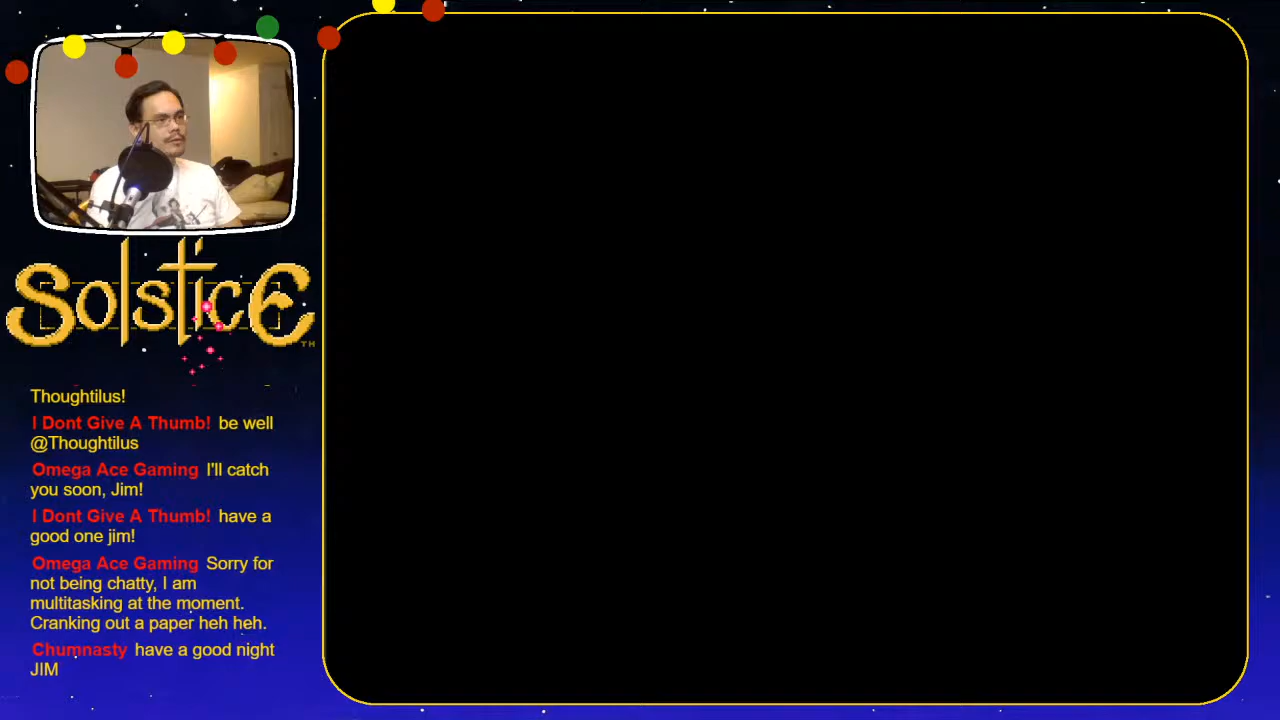 Solstice
TM
Thoughtilus!
I Dont Give A Thumb! be well
@Thoughtilus
Omega Ace Gaming I'll catch
you soon, Jim!
I Dont Give A Thumb! have a
good one jim!
Omega Ace Gaming Sorry for
not being chatty, I am
multitasking at the moment.
Cranking out a paper heh heh.
Chumnasty have a good night
JIM